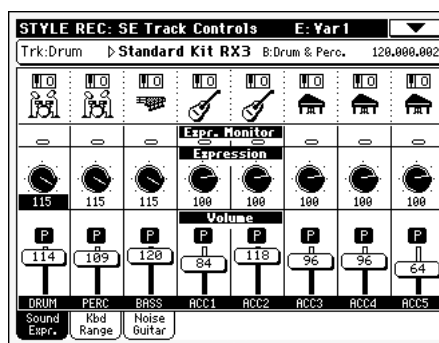 STYLE REC: SE Track Controls E: Var1
Trk:Drum ▷Standard Kit RX3 B:Drum & Perc. 120.000.002
Expr. Monitor
Expression
115 115 115 100 100 100 100 100
Volume
P P P P P P P P
114 109 120 84 118 96 96 64
DRUM PERC BASS ACC1 ACC2 ACC3 ACC4 ACC5
Sound Expr. Kbd Range Noise Guitar